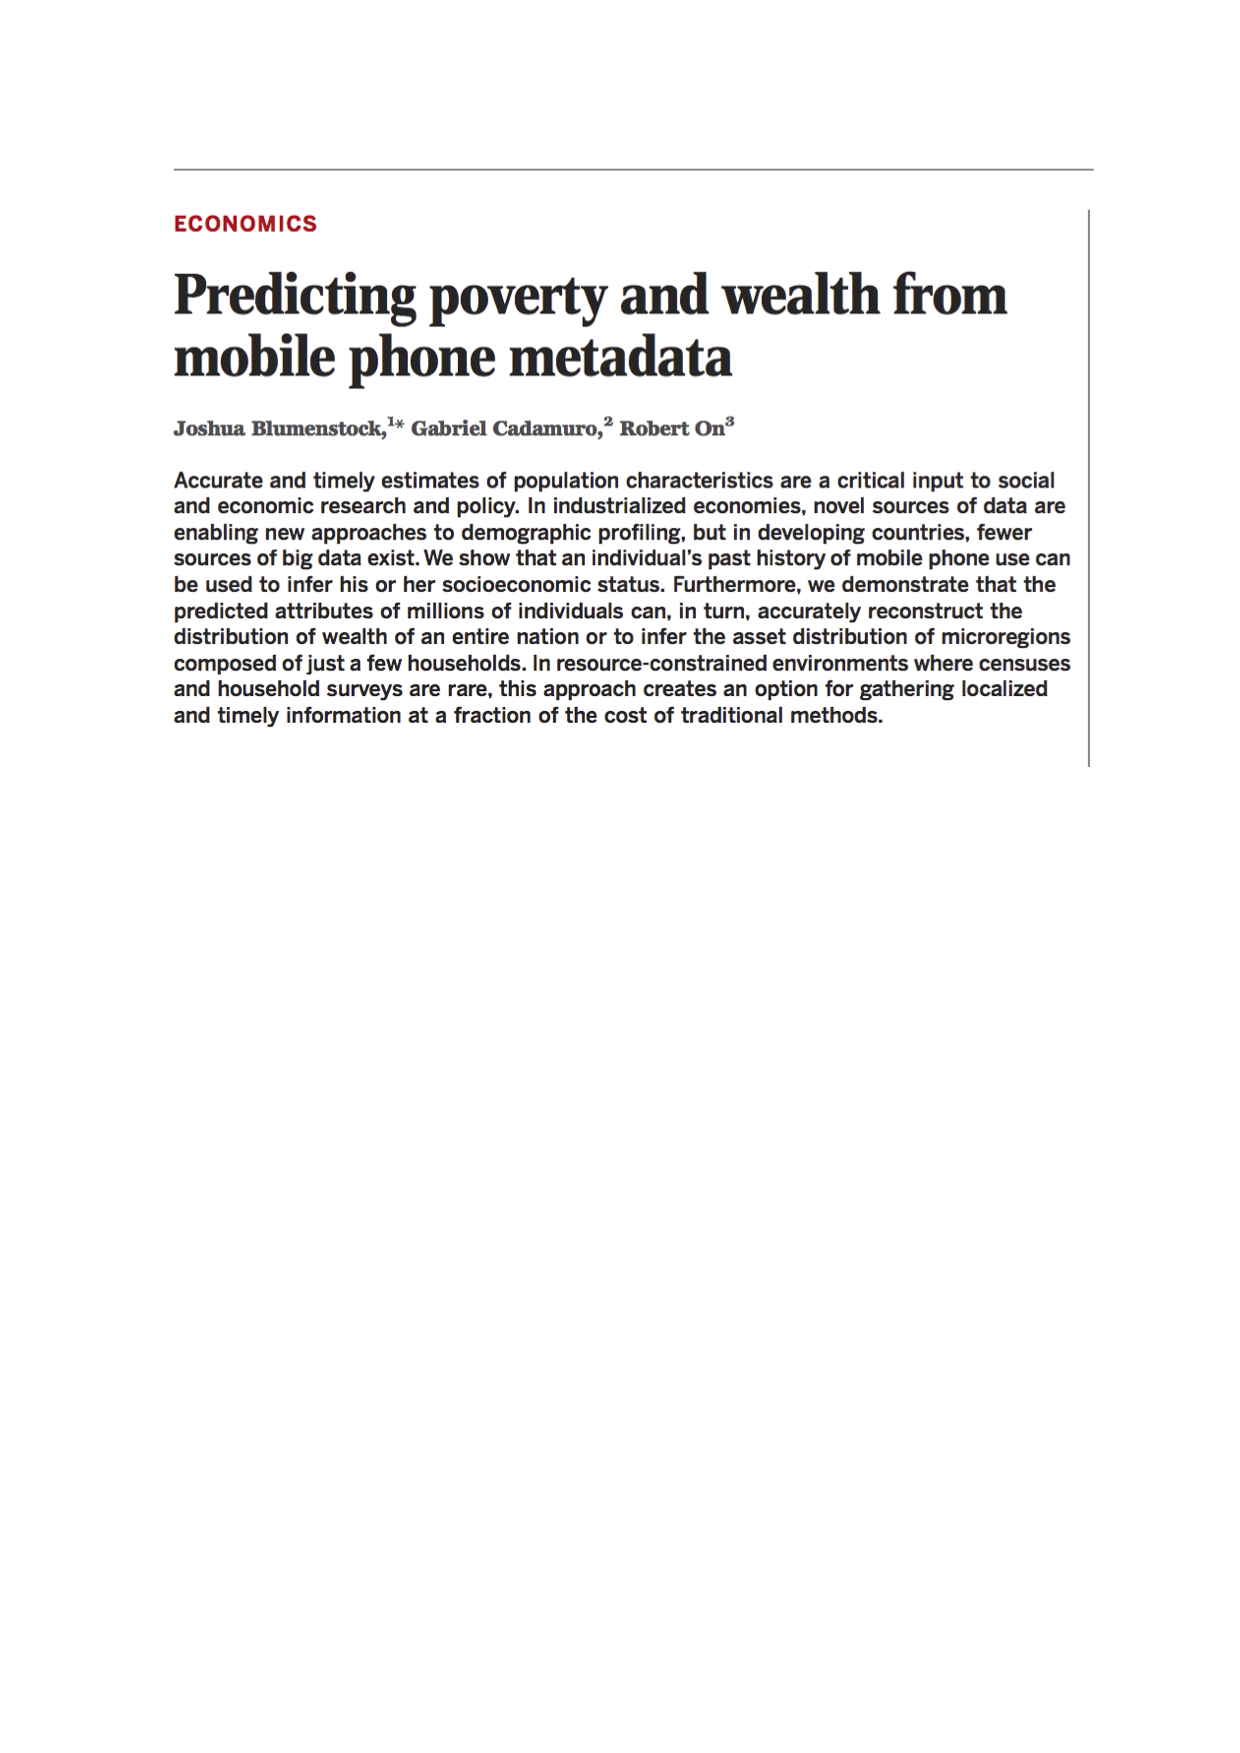 ECONOMICS
Predicting poverty and wealth from
mobile phone metadata
Joshua Blumenstock,1* Gabriel Cadamuro,2 Robert On3
Accurate and timely estimates of population characteristics are a critical input to social
and economic research and policy. In industrialized economies, novel sources of data are
enabling new approaches to demographic profiling, but in developing countries, fewer
sources of big data exist. We show that an individual's past history of mobile phone use can
be used to infer his or her socioeconomic status. Furthermore, we demonstrate that the
predicted attributes of millions of individuals can, in turn, accurately reconstruct the
distribution of wealth of an entire nation or to infer the asset distribution of microregions
composed of just a few households. In resource-constrained environments where censuses
and household surveys are rare, this approach creates an option for gathering localized
and timely information at a fraction of the cost of traditional methods.